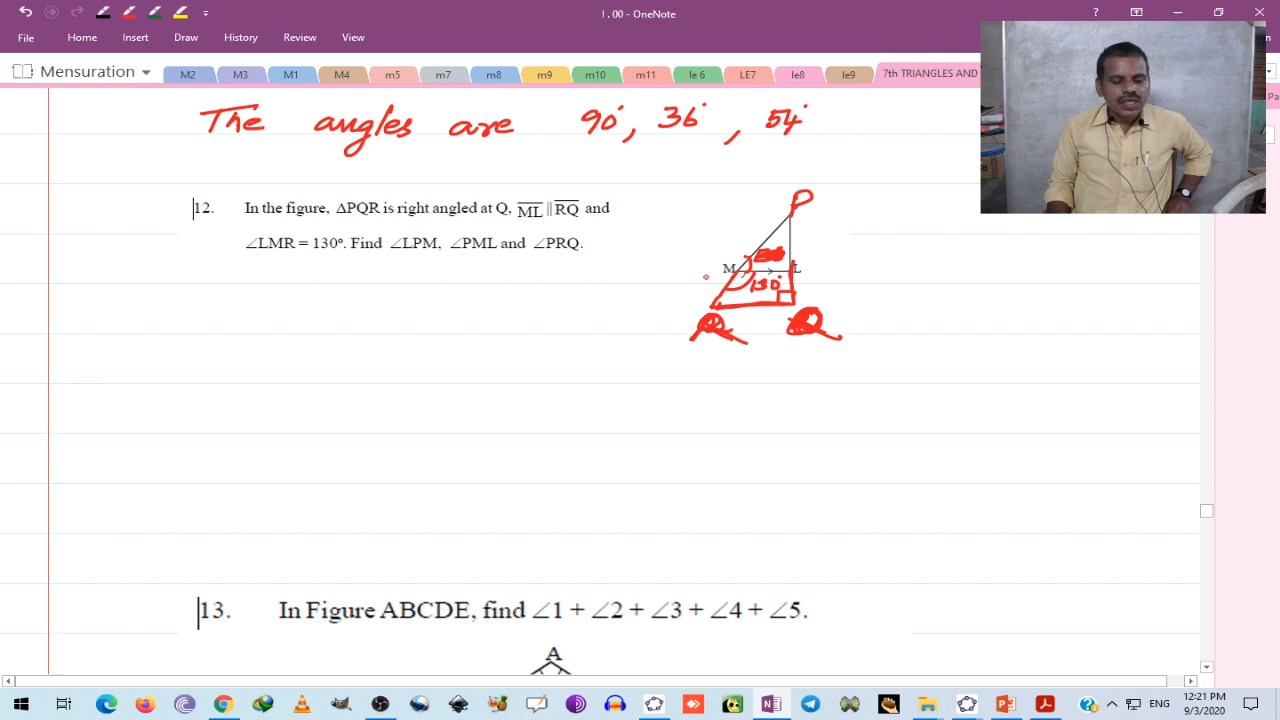 1.00 - OneNote
File Home Insert Draw History Review View
Mensuration M2 M3 M1 M4 m5 m7 m8 m9 m10 m11 le 6 LE7 le8 le9 7th TRIANGLES AND
Pa
The angles are 90°, 36°, 54°
12. In the figure, ΔPQR is right angled at Q, ML || RQ and
∠LMR = 130°. Find ∠LPM, ∠PML and ∠PRQ.
P
M L
130°
13. In Figure ABCDE, find ∠1 + ∠2 + ∠3 + ∠4 + ∠5.
A
ENG
12:21 PM
9/3/2020